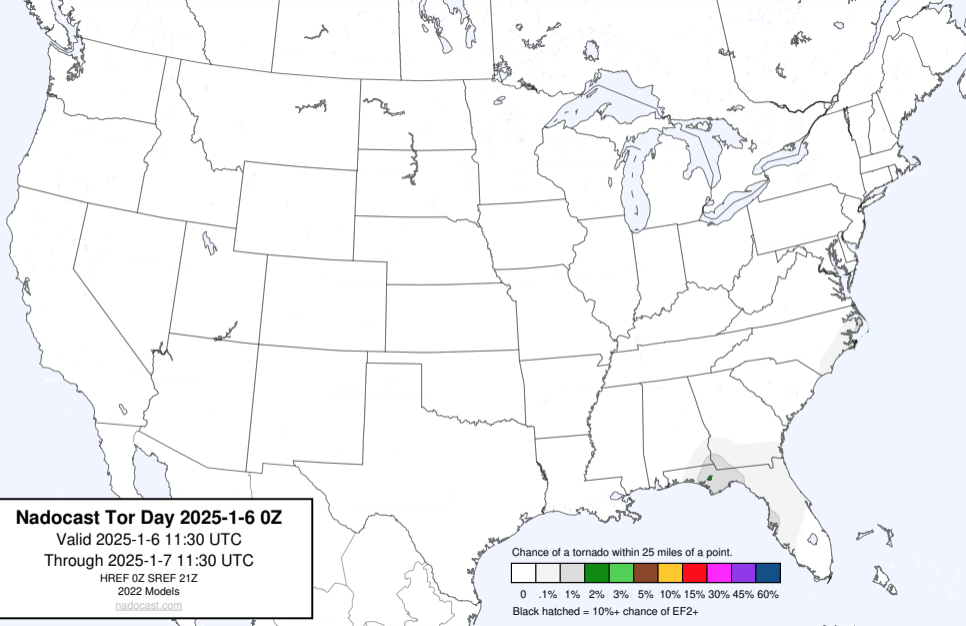 Nadocast Tor Day 2025-1-6 0Z
Valid 2025-1-6 11:30 UTC
Through 2025-1-7 11:30 UTC
HREF 0Z SREF 21Z
2022 Models
nadocast.com
Chance of a tornado within 25 miles of a point.
0 .1% 1% 2% 3% 5% 10% 15% 30% 45% 60%
Black hatched = 10%+ chance of EF2+